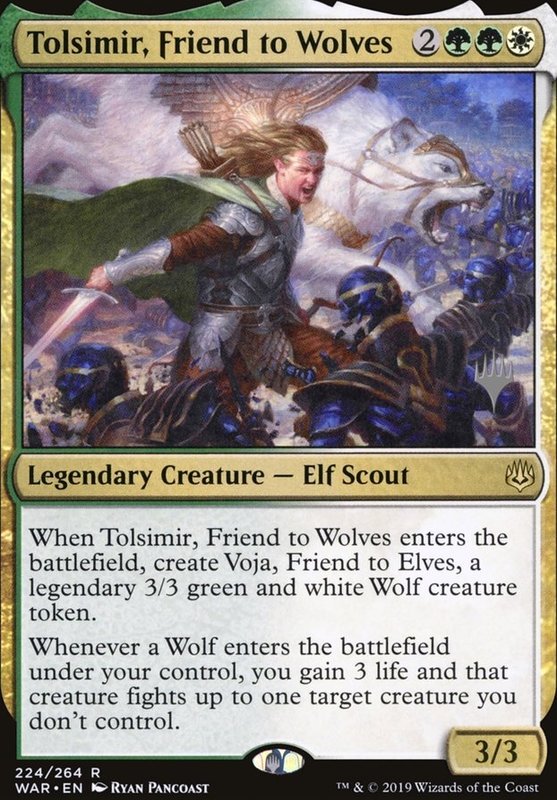 Tolsimir, Friend to Wolves 2
Legendary Creature — Elf Scout
When Tolsimir, Friend to Wolves enters the
battlefield, create Voja, Friend to Elves, a
legendary 3/3 green and white Wolf creature
token.
Whenever a Wolf enters the battlefield
under your control, you gain 3 life and that
creature fights up to one target creature you
don't control.
3/3
224/264 R
WAR • EN Ryan Pancoast
™ & © 2019 Wizards of the Coast